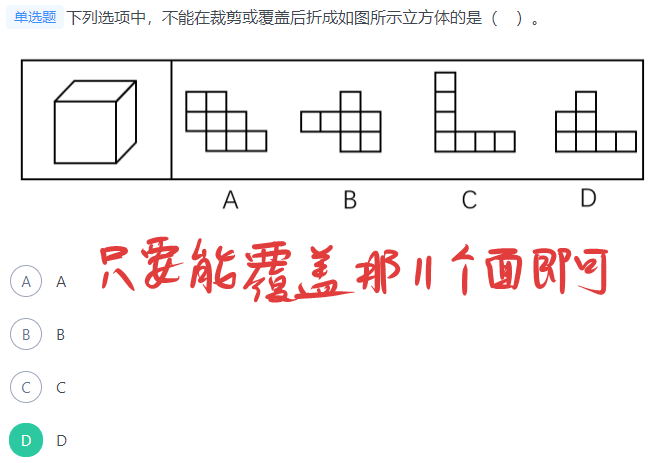 单选题 下列选项中，不能在裁剪或覆盖后折成如图所示立方体的是（ ）。
A B C D
只要能覆盖那11个面即可
A A
B B
C C
D D